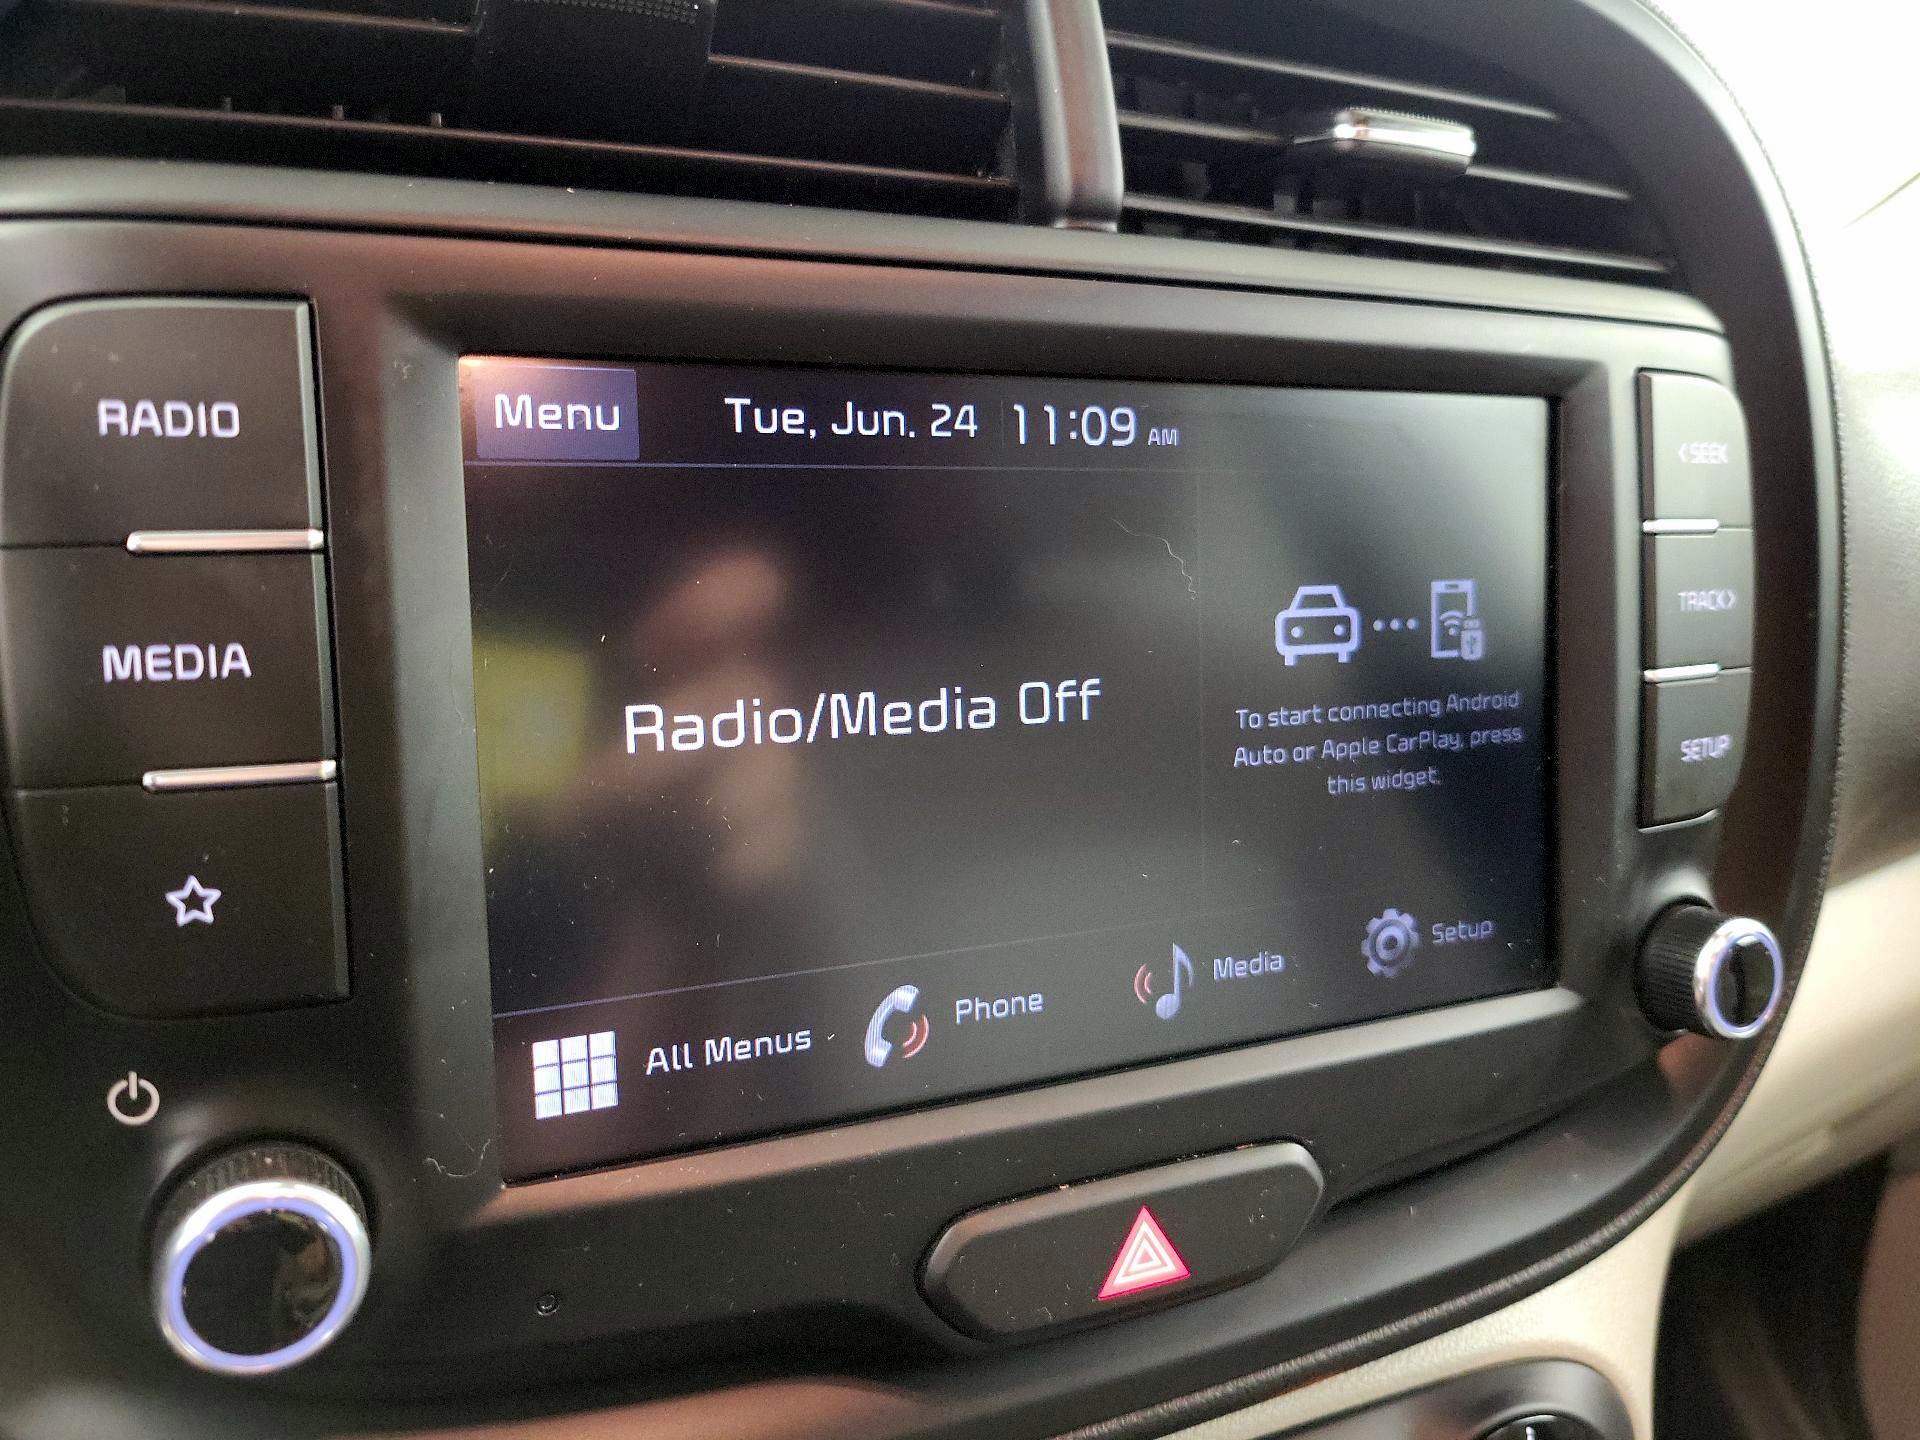 RADIO
MEDIA
Menu
Tue, Jun. 24 11:09 AM
Radio/Media Off
To start connecting Android
Auto or Apple CarPlay, press
this widget.
All Menus
Phone
Media
Setup
< SEEK
TRACK >
SETUP